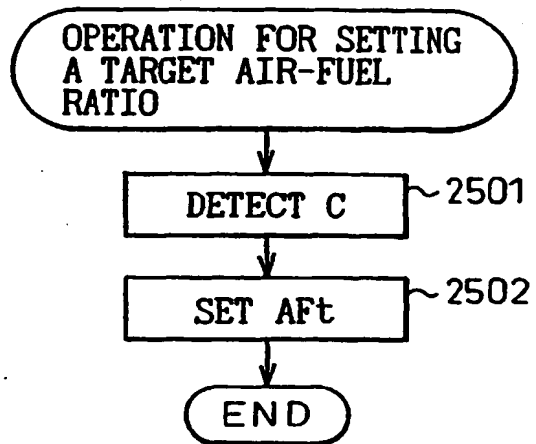 OPERATION FOR SETTING
A TARGET AIR-FUEL
RATIO
DETECT C
2501
SET AFt
2502
END